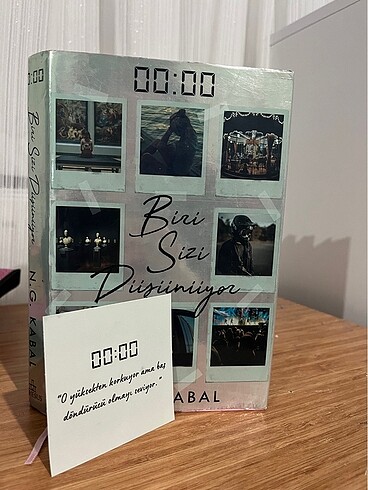 00:00
Biri
Sizi
Düşünüyor
KABAL
00:00
Biri Sizi Düşünüyor
N.G. KABAL
00:00
"O yüksekten korkuyor ama baş
döndürücü olmayı seviyor."